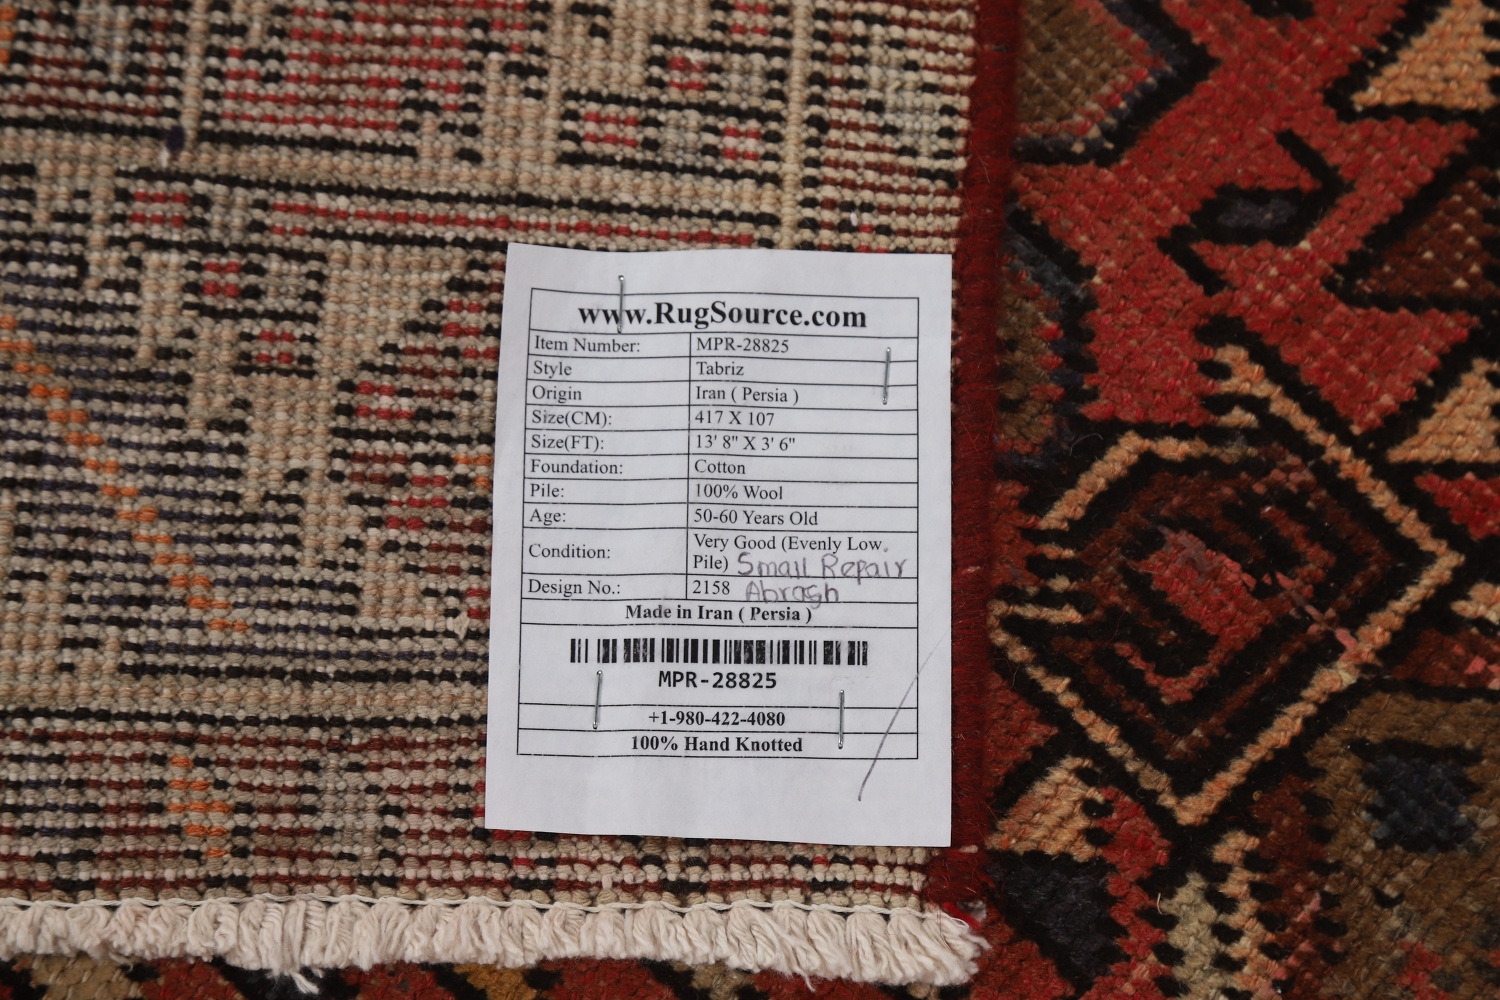 www.RugSource.com
Item Number: MPR-28825
Style Tabriz
Origin Iran ( Persia )
Size(CM): 417 X 107
Size(FT): 13' 8" X 3' 6"
Foundation: Cotton
Pile: 100% Wool
Age: 50-60 Years Old
Condition: Very Good (Evenly Low
Pile) Small Repair
Design No.: 2158 Abrash
Made in Iran ( Persia )
MPR-28825
+1-980-422-4080
100% Hand Knotted